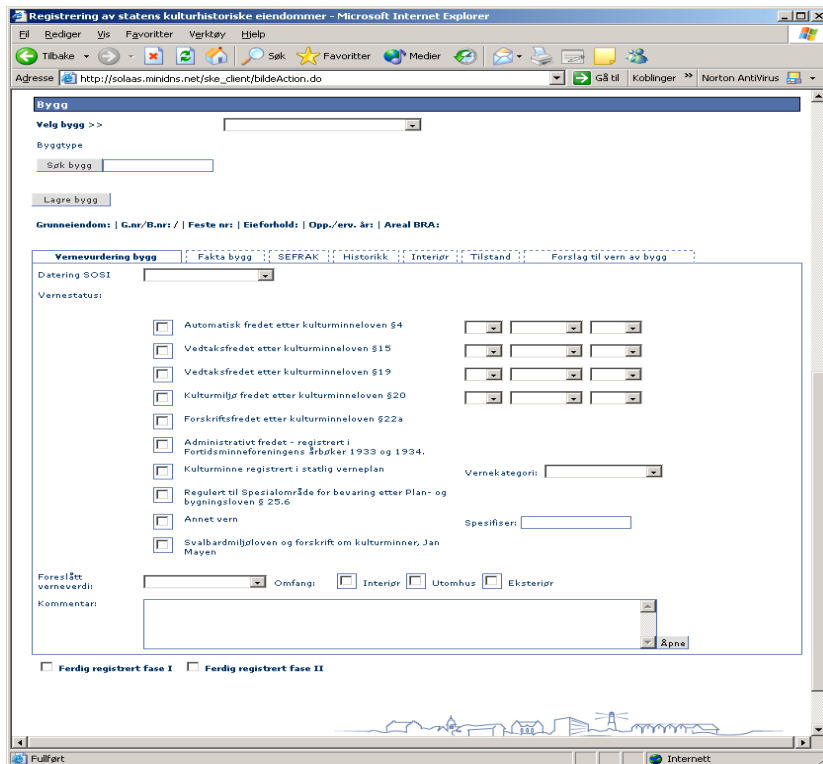 Registrering av statens kulturhistoriske eiendommer - Microsoft Internet Explorer
Fil Rediger Vis Favoritter Verktøy Hjelp
Tilbake Søk Favoritter Medier
Adresse http://solaas.minidns.net/ske_client/bildeAction.do Gå til Koblinger » Norton AntiVirus
Bygg
Velg bygg >>
Byggtype
Søk bygg
Lagre bygg
Grunneiendom: | G.nr/B.nr: / | Feste nr: | Eieforhold: | Opp./erv. år: | Areal BRA:
Vernevurdering bygg Fakta bygg SEFRAK Historikk Interiør Tilstand Forslag til vern av bygg
Datering SOSI
Vernestatus:
Automatisk fredet etter kulturminneloven §4
Vedtaksfredet etter kulturminneloven §15
Vedtaksfredet etter kulturminneloven §19
Kulturmiljø fredet etter kulturminneloven §20
Forskriftsfredet etter kulturminneloven §22a
Administrativt fredet - registrert i
Fortidsminneforeningens årbøker 1933 og 1934.
Kulturminne registrert i statlig verneplan Vernekategori:
Regulert til Spesialområde for bevaring etter Plan- og
bygningsloven § 25.6
Annet vern Spesifiser:
Svalbardmiljøloven og forskrift om kulturminner, Jan
Mayen
Foreslått
verneverdi: Omfang: Interiør Utomhus Eksteriør
Kommentar:
Åpne
Ferdig registrert fase I Ferdig registrert fase II
Fullført Internett